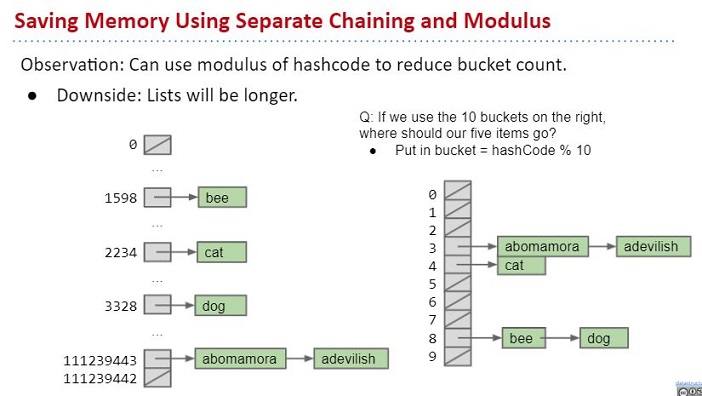 Saving Memory Using Separate Chaining and Modulus
Observation: Can use modulus of hashcode to reduce bucket count.
● Downside: Lists will be longer.
Q: If we use the 10 buckets on the right,
where should our five items go?
● Put in bucket = hashCode % 10
0
...
1598 bee
...
2234 cat
...
3328 dog
...
111239443 abomamora adevilish
111239442
0
1
2
3 abomamora adevilish
4 cat
5
6
7
8 bee dog
9